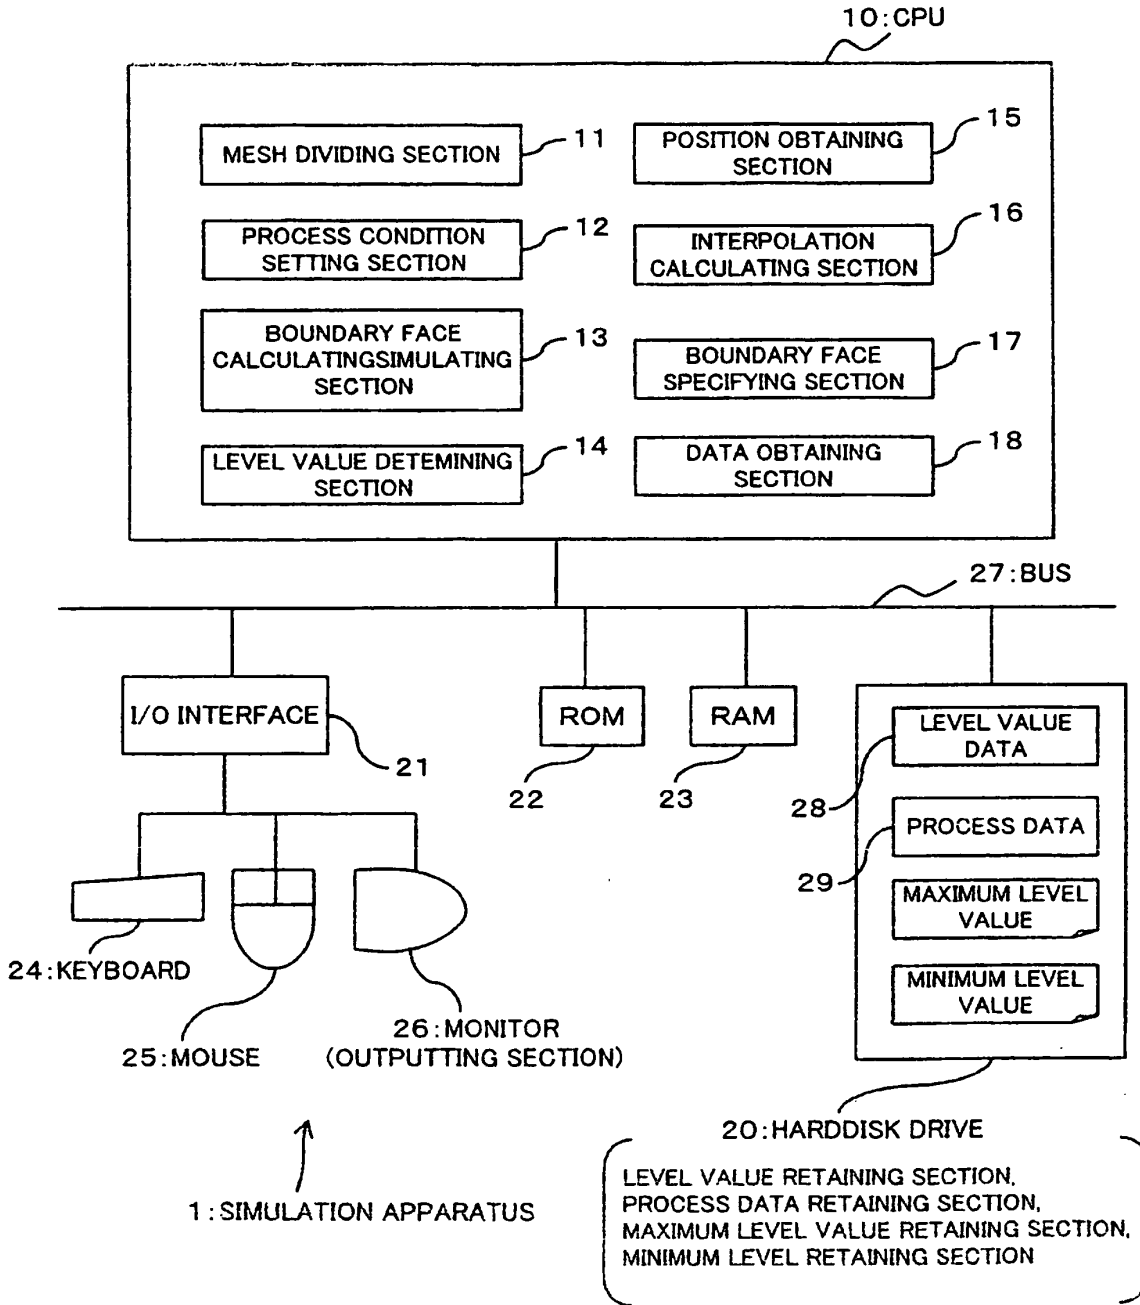 10:CPU
MESH DIVIDING SECTION
11
PROCESS CONDITION
SETTING SECTION
12
BOUNDARY FACE
CALCULATINGSIMULATING
SECTION
13
LEVEL VALUE DETEMINING
SECTION
14
POSITION OBTAINING
SECTION
15
INTERPOLATION
CALCULATING SECTION
16
BOUNDARY FACE
SPECIFYING SECTION
17
DATA OBTAINING
SECTION
18
27:BUS
I/O INTERFACE
21
ROM
22
RAM
23
LEVEL VALUE
DATA
28
PROCESS DATA
29
MAXIMUM LEVEL
VALUE
MINIMUM LEVEL
VALUE
24:KEYBOARD
25:MOUSE
26:MONITOR
(OUTPUTTING SECTION)
20:HARDDISK DRIVE
LEVEL VALUE RETAINING SECTION,
PROCESS DATA RETAINING SECTION,
MAXIMUM LEVEL VALUE RETAINING SECTION,
MINIMUM LEVEL RETAINING SECTION
1:SIMULATION APPARATUS